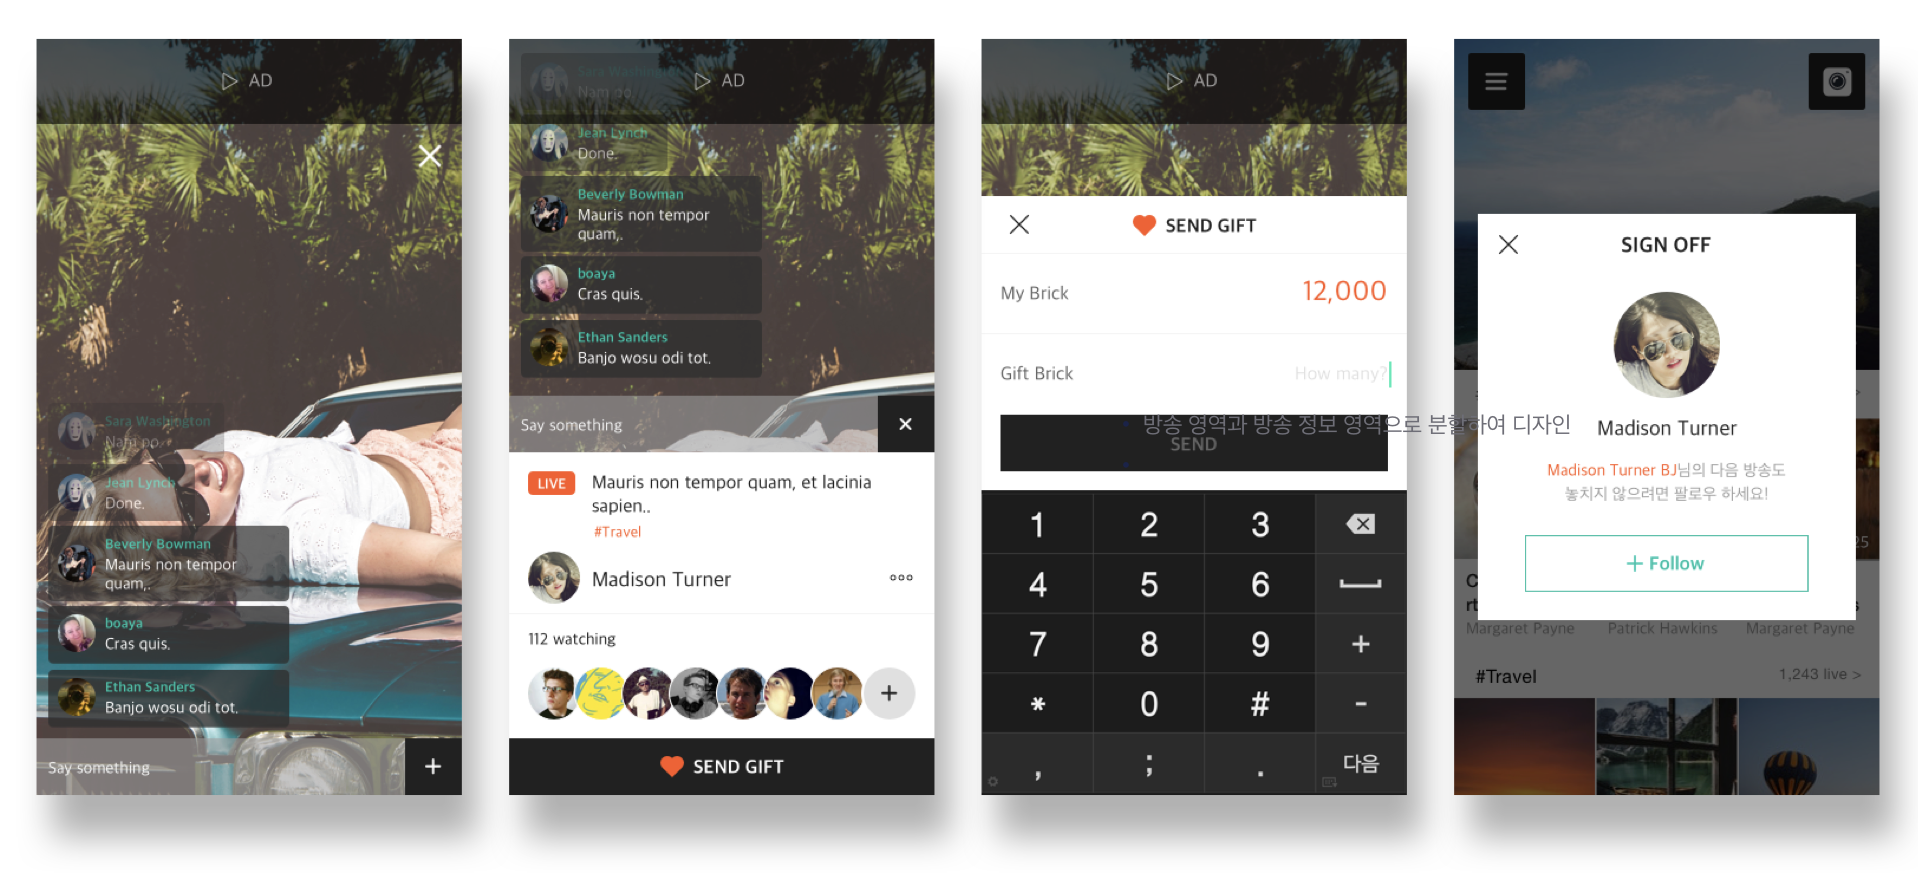 AD
Sara Washington
Nam po.
Jean Lynch
Done.
Beverly Bowman
Mauris non tempor
quam,.
boaya
Cras quis.
Ethan Sanders
Banjo wosu odi tot.
Say something
AD
Sara Washington
Nam po.
Jean Lynch
Done.
Beverly Bowman
Mauris non tempor
quam,.
boaya
Cras quis.
Ethan Sanders
Banjo wosu odi tot.
Say something
LIVE
Mauris non tempor quam, et lacinia
sapien..
#Travel
Madison Turner
112 watching
SEND GIFT
AD
SEND GIFT
My Brick
12,000
Gift Brick
How many?
방송 영역과 방송 정보 영역으로 분할하여 디자인
SEND
1 2 3
4 5 6
7 8 9 +
* 0 # -
, ; . 다음
SIGN OFF
Madison Turner
Madison Turner BJ님의 다음 방송도
놓치지 않으려면 팔로우 하세요!
+ Follow
Margaret Payne
Patrick Hawkins
Margaret Payne
#Travel
1,243 live >